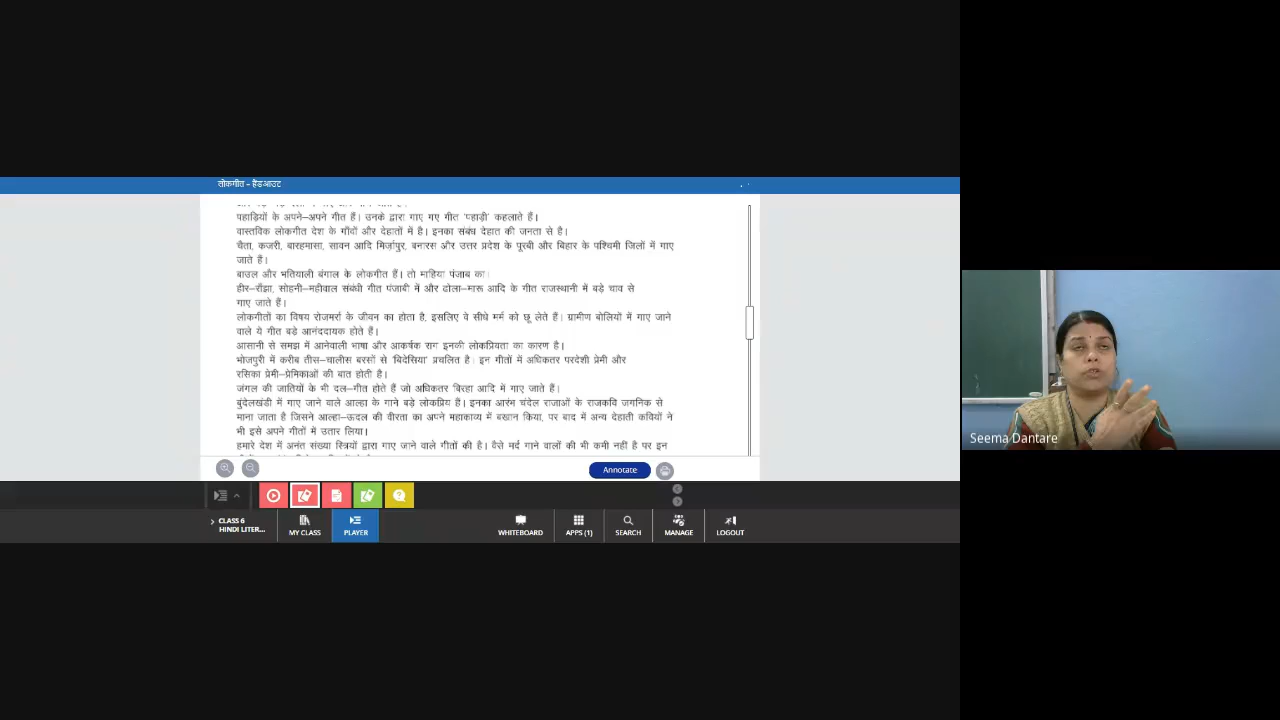 लोकगीत – हैंडआउट
पहाड़ियों के अपने–अपने गीत हैं। उनके द्वारा गाए गए गीत 'पहाड़ी' कहलाते हैं।
वास्तविक लोकगीत देश के गाँवों और देहातों में है। इनका संबंध देहात की जनता से है।
चैता, कजरी, बारहमासा, सावन आदि मिर्ज़ापुर, बनारस और उत्तर प्रदेश के पूरबी और बिहार के पश्चिमी जिलों में गाए
जाते हैं।
बाउल और भतियाली बंगाल के लोकगीत हैं। तो माहिया पंजाब का।
हीर–राँझा, सोहनी–महीवाल संबंधी गीत पंजाबी में और ढोला–मारू आदि के गीत राजस्थानी में बड़े चाव से
गाए जाते हैं।
लोकगीतों का विषय रोजमर्रा के जीवन का होता है, इसलिए वे सीधे मर्म को छू लेते हैं। ग्रामीण बोलियों में गाए जाने
वाले ये गीत बड़े आनंददायक होते हैं।
आसानी से समझ में आनेवाली भाषा और आकर्षक राग इनकी लोकप्रियता का कारण है।
भोजपुरी में करीब तीस–चालीस बरसों से 'बिदेसिया' प्रचलित है। इन गीतों में अधिकतर परदेशी प्रेमी और
रसिका प्रेमी–प्रेमिकाओं की बात होती है।
जंगल की जातियों के भी दल–गीत होते हैं जो अधिकतर बिरहा आदि में गाए जाते हैं।
बुंदेलखंडी में गाए जाने वाले आल्हा के गाने बड़े लोकप्रिय हैं। इनका आरंभ चंदेल राजाओं के राजकवि जगनिक से
माना जाता है जिसने आल्हा–ऊदल की वीरता का अपने महाकाव्य में बखान किया, पर बाद में अन्य देहाती कवियों ने
भी इसे अपने गीतों में उतार लिया।
हमारे देश में अनंत संख्या स्त्रियों द्वारा गाए जाने वाले गीतों की है। वैसे मर्द गाने वालों की भी कमी नहीं है पर इन
Annotate
CLASS 6
HINDI LITER...
MY CLASS
PLAYER
WHITEBOARD
APPS (1)
SEARCH
MANAGE
LOGOUT
Seema Dantare